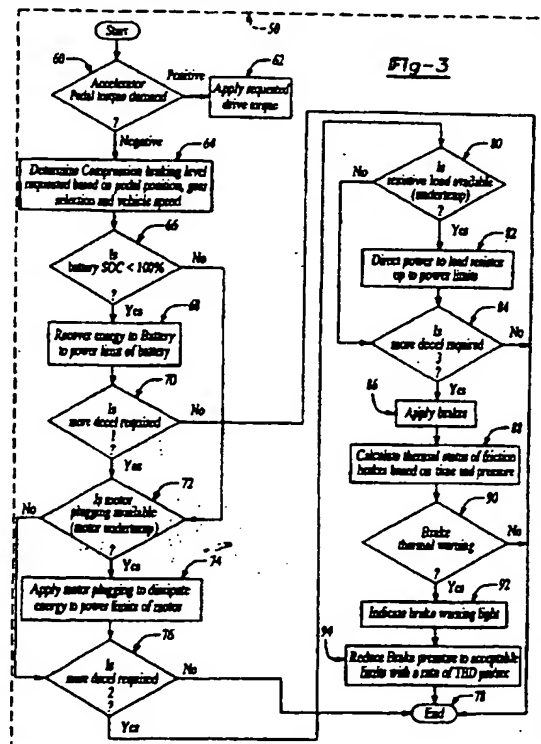 50
Start
Fig-3
60
Accelerator
Pedal torque demand
?
Positive
62
Apply requested
drive torque
Negative
64
Determine Compression braking level
requested based on pedal position, gear
selection and vehicle speed
66
Is
battery SOC < 100%
?
No
Yes
68
Recover energy to Battery
to power limit of battery
70
Is
more decel required
1
?
No
Yes
72
Is motor
plugging available
(motor undertemp)
?
No
Yes
74
Apply motor plugging to dissipate
energy to power limits of motor
76
Is
more decel required
2
?
No
Yes
80
Is
resistive load available
(undertemp)
?
No
Yes
82
Direct power to load resistor
up to power limits
84
Is
more decel required
3
?
No
Yes
86
Apply brakes
88
Calculate thermal status of friction
brakes based on time and pressure
90
Brake
thermal warning
?
No
Yes
92
Indicate brake warning light
94
Reduce Brake pressure to acceptable
limits with a rate of TBD
78
End